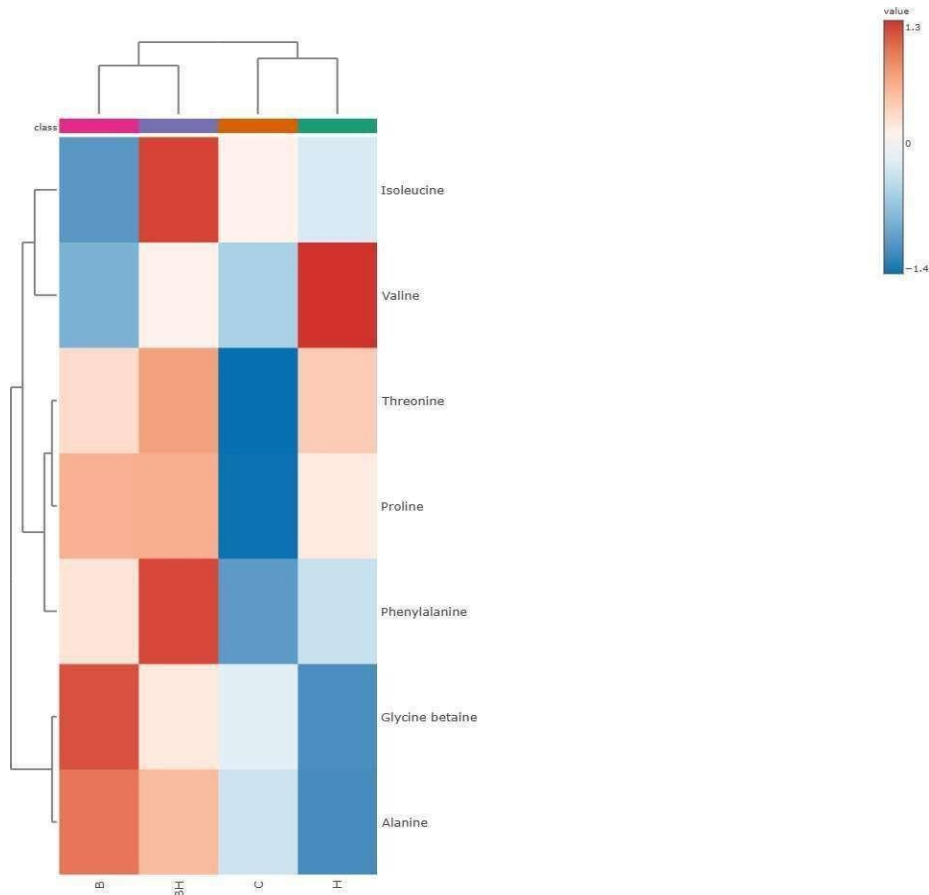 value
1.3
0
−1.4
class
Isoleucine
Valine
Threonine
Proline
Phenylalanine
Glycine betaine
Alanine
B
BH
C
H